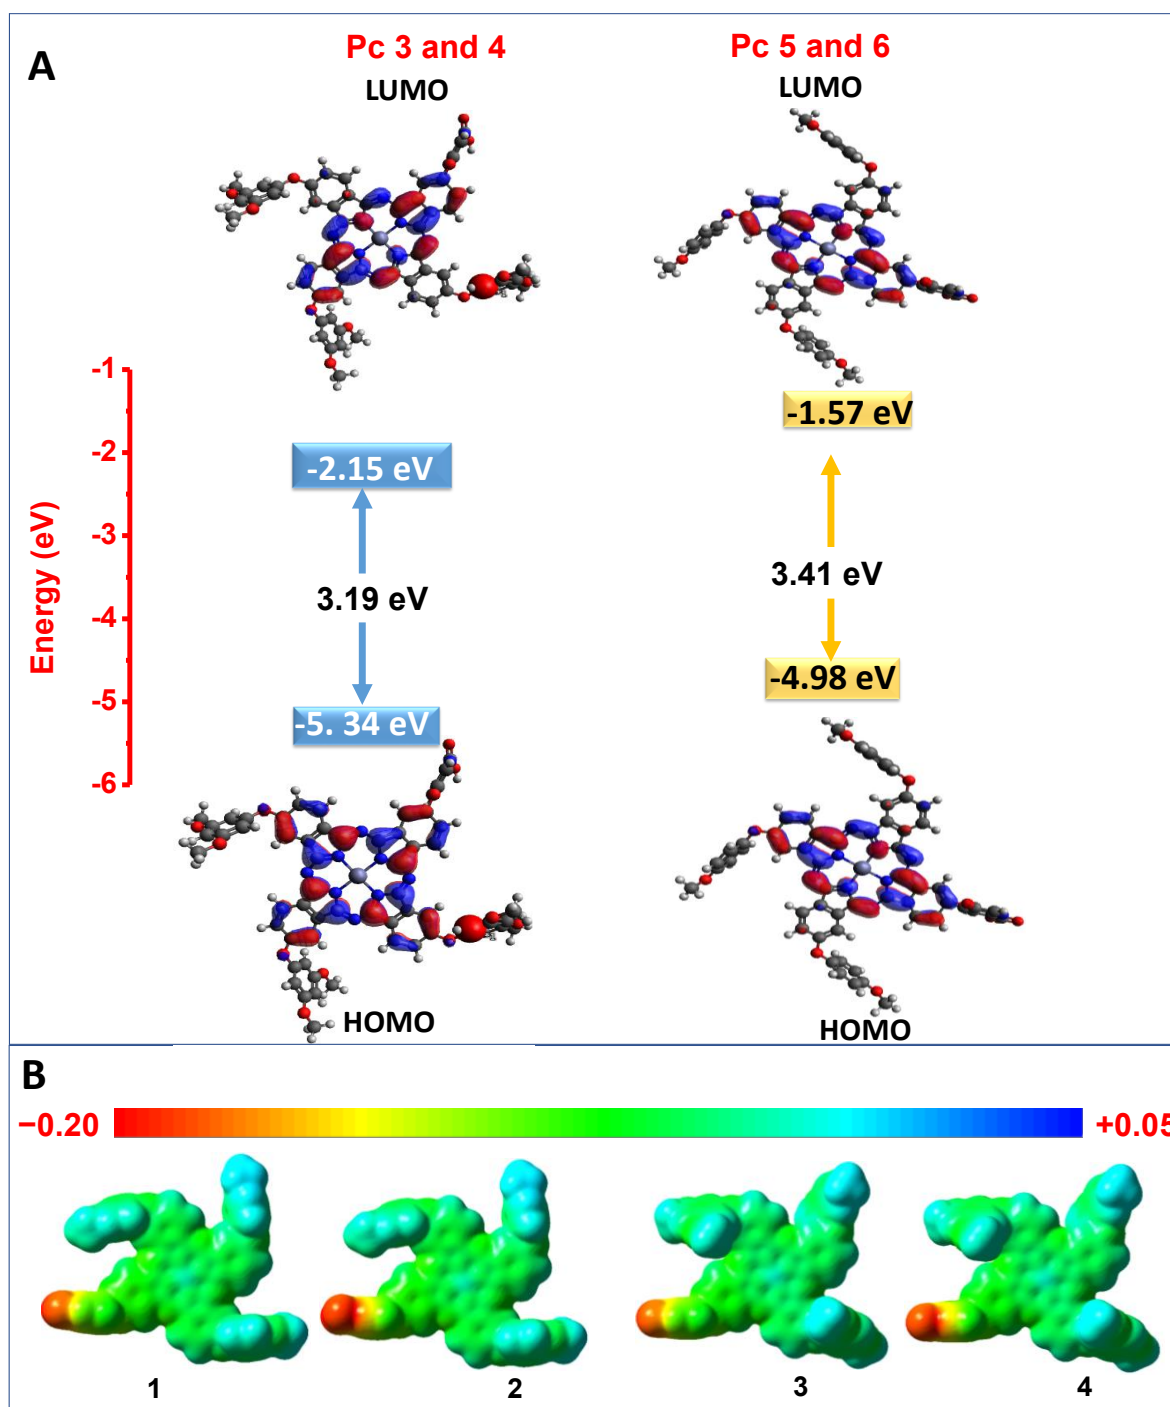 A
Pc 3 and 4
LUMO
Pc 5 and 6
LUMO
Energy (eV)
-1
-2
-3
-4
-5
-6
-2.15 eV
3.19 eV
-5. 34 eV
HOMO
-1.57 eV
3.41 eV
-4.98 eV
HOMO
B
−0.20
+0.05
1
2
3
4